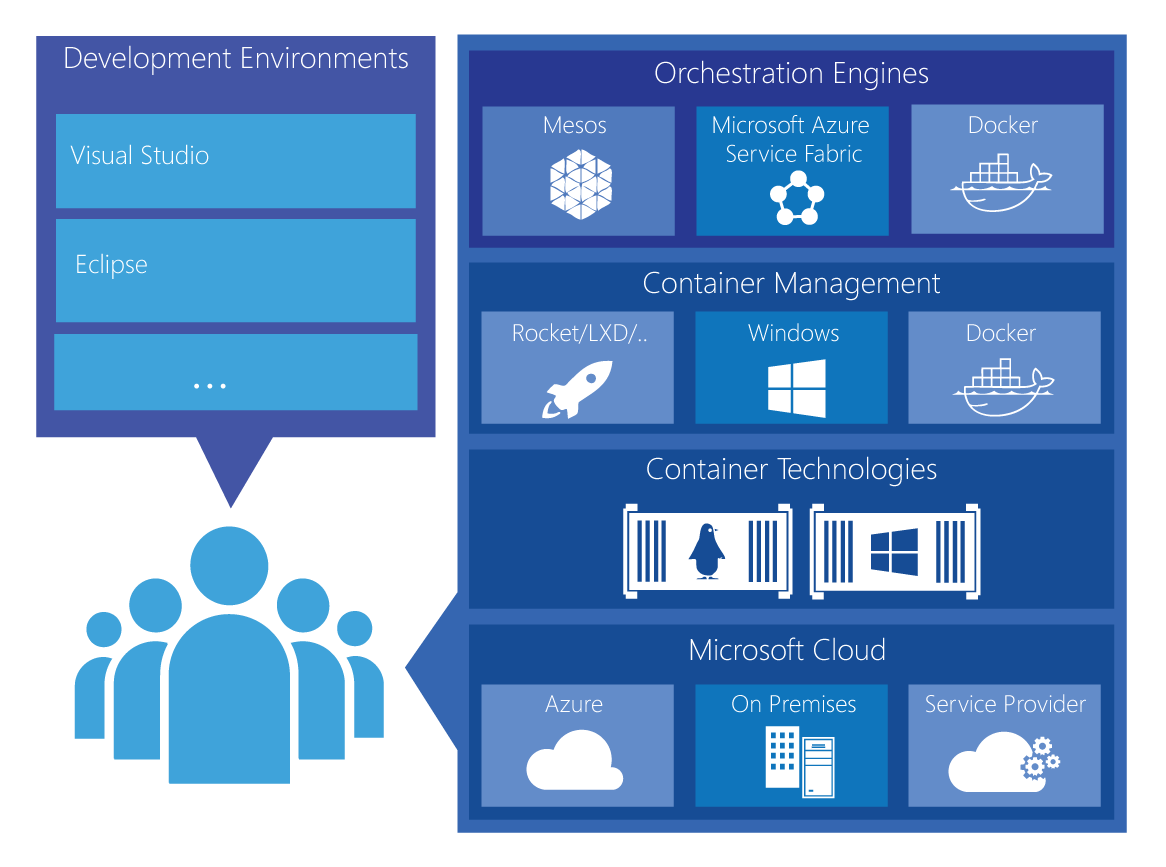 Development Environments
Visual Studio
Eclipse
...
Orchestration Engines
Mesos
Microsoft Azure
Service Fabric
Docker
Container Management
Rocket/LXD/..
Windows
Docker
Container Technologies
Microsoft Cloud
Azure
On Premises
Service Provider